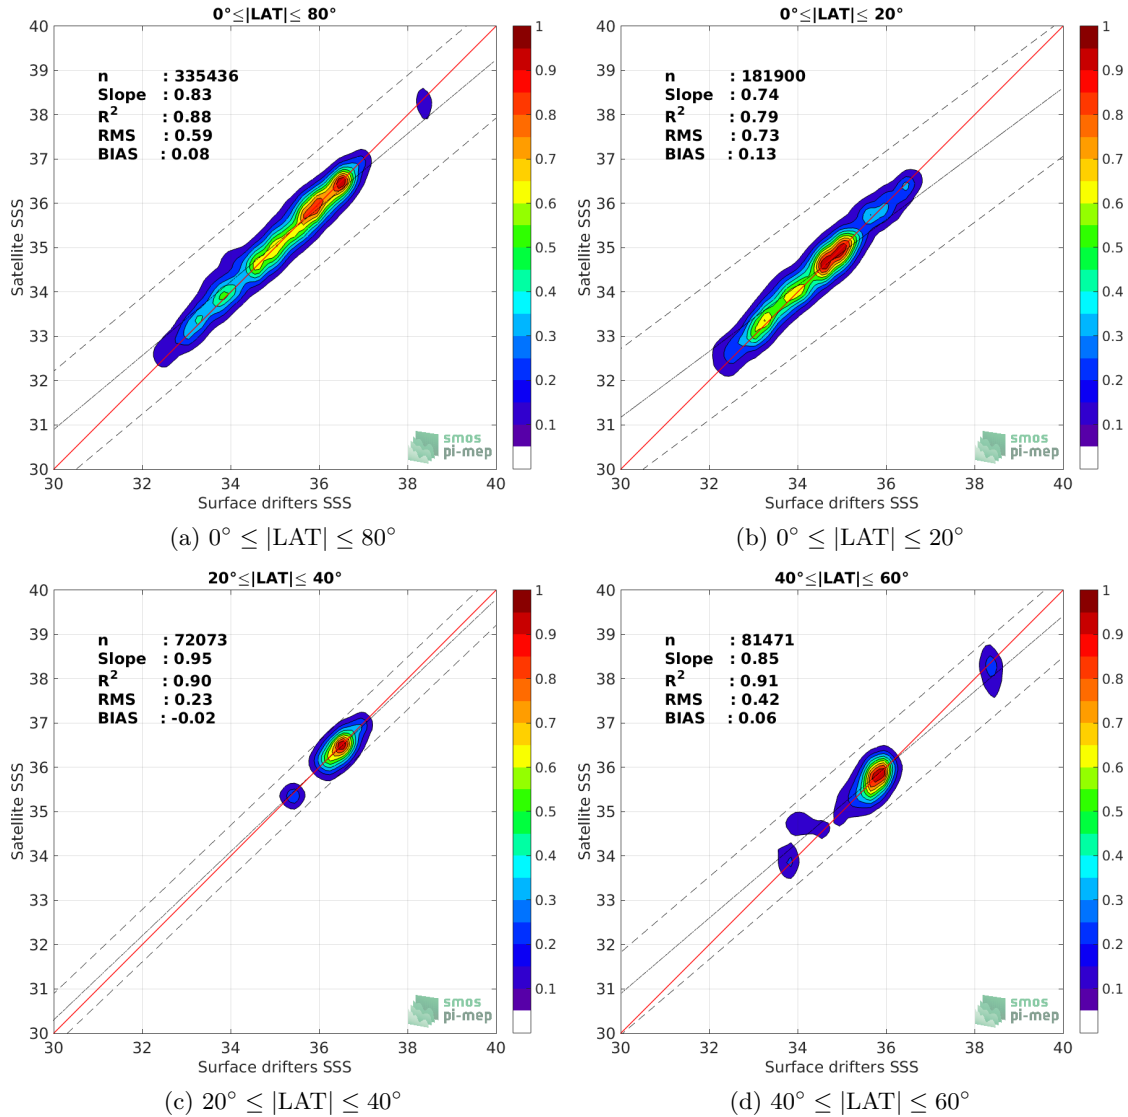 0°≤|LAT|≤ 80°
n : 335436
Slope : 0.83
R² : 0.88
RMS : 0.59
BIAS : 0.08
40
39
38
37
36
35
34
33
32
31
30
30 32 34 36 38 40
Satellite SSS
Surface drifters SSS
1
0.9
0.8
0.7
0.6
0.5
0.4
0.3
0.2
0.1
smos
pi-mep
(a) 0° ≤ |LAT| ≤ 80°
0°≤|LAT|≤ 20°
n : 181900
Slope : 0.74
R² : 0.79
RMS : 0.73
BIAS : 0.13
40
39
38
37
36
35
34
33
32
31
30
30 32 34 36 38 40
Satellite SSS
Surface drifters SSS
1
0.9
0.8
0.7
0.6
0.5
0.4
0.3
0.2
0.1
smos
pi-mep
(b) 0° ≤ |LAT| ≤ 20°
20°≤|LAT|≤ 40°
n : 72073
Slope : 0.95
R² : 0.90
RMS : 0.23
BIAS : -0.02
40
39
38
37
36
35
34
33
32
31
30
30 32 34 36 38 40
Satellite SSS
Surface drifters SSS
1
0.9
0.8
0.7
0.6
0.5
0.4
0.3
0.2
0.1
smos
pi-mep
(c) 20° ≤ |LAT| ≤ 40°
40°≤|LAT|≤ 60°
n : 81471
Slope : 0.85
R² : 0.91
RMS : 0.42
BIAS : 0.06
40
39
38
37
36
35
34
33
32
31
30
30 32 34 36 38 40
Satellite SSS
Surface drifters SSS
1
0.9
0.8
0.7
0.6
0.5
0.4
0.3
0.2
0.1
smos
pi-mep
(d) 40° ≤ |LAT| ≤ 60°